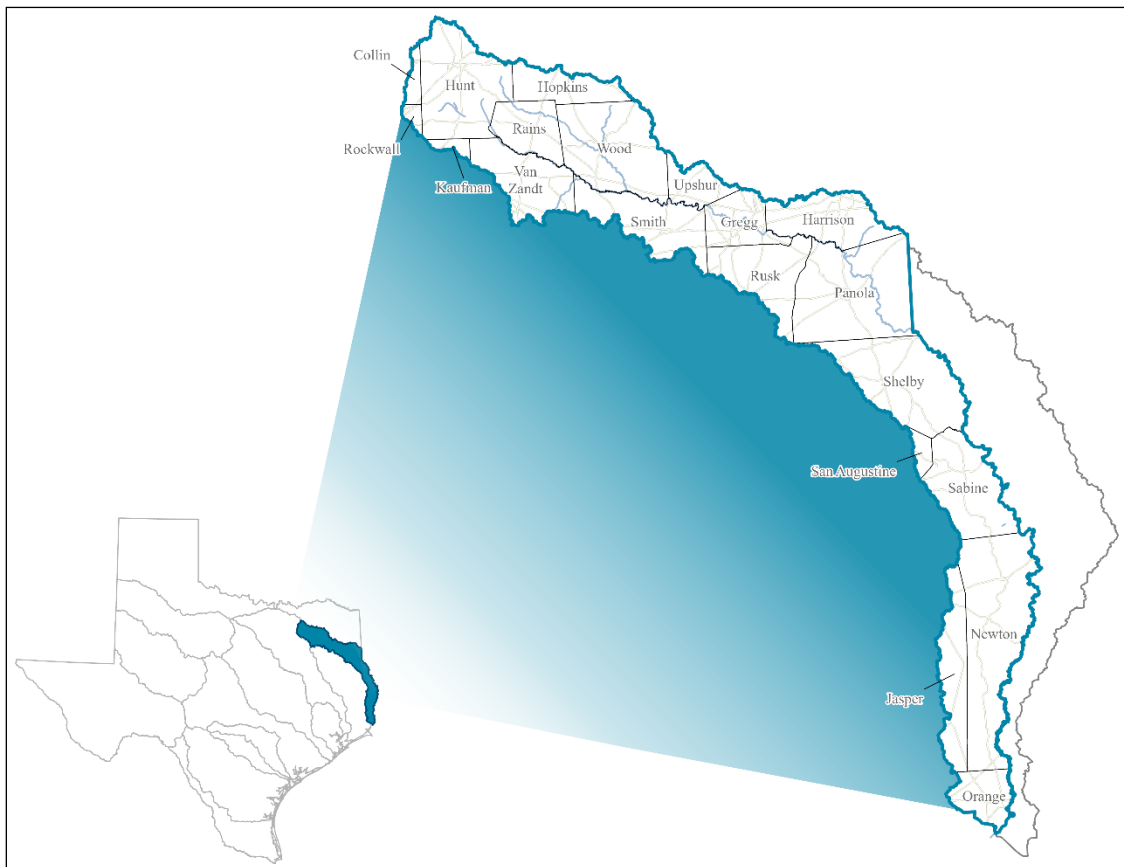 Collin
Hunt
Hopkins
Rockwall
Rains
Wood
Kaufman
Van
Zandt
Upshur
Smith
Gregg
Harrison
Rusk
Panola
Shelby
San Augustine
Sabine
Newton
Jasper
Orange